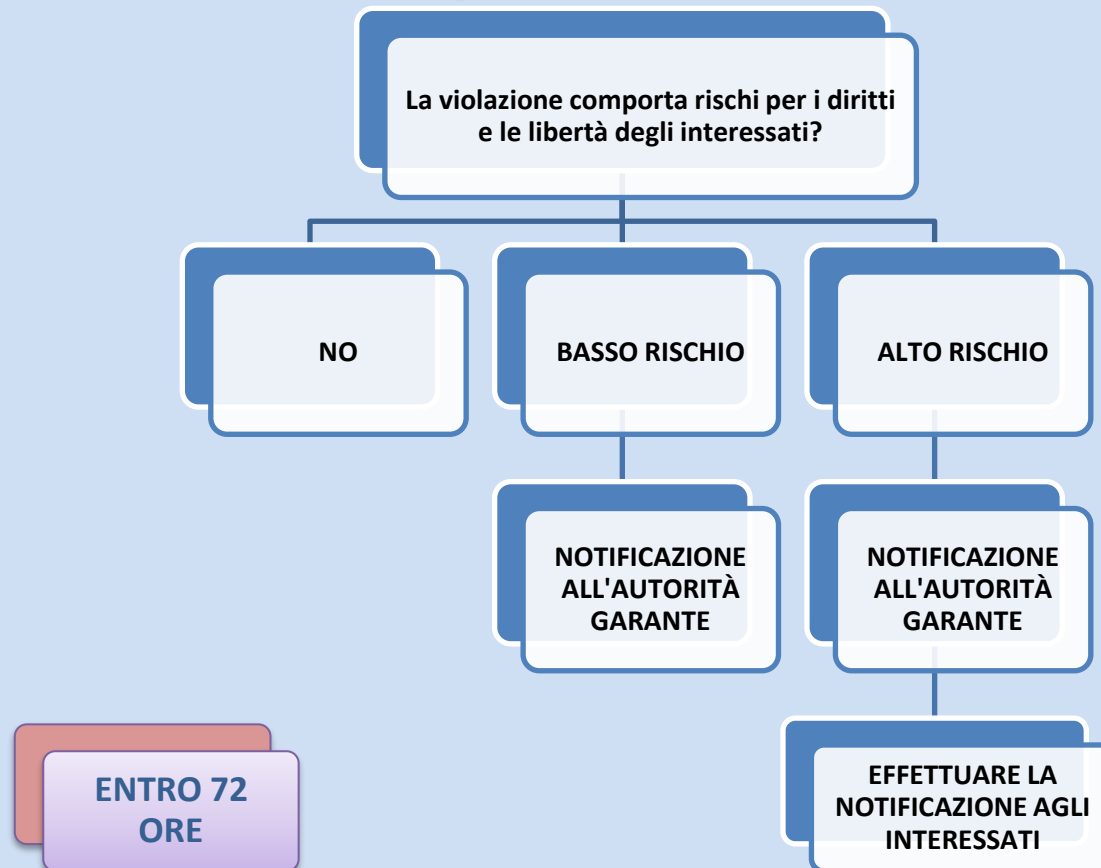 La violazione comporta rischi per i diritti
e le libertà degli interessati?
NO
BASSO RISCHIO
ALTO RISCHIO
NOTIFICAZIONE
ALL'AUTORITÀ
GARANTE
NOTIFICAZIONE
ALL'AUTORITÀ
GARANTE
EFFETTUARE LA
NOTIFICAZIONE AGLI
INTERESSATI
ENTRO 72
ORE